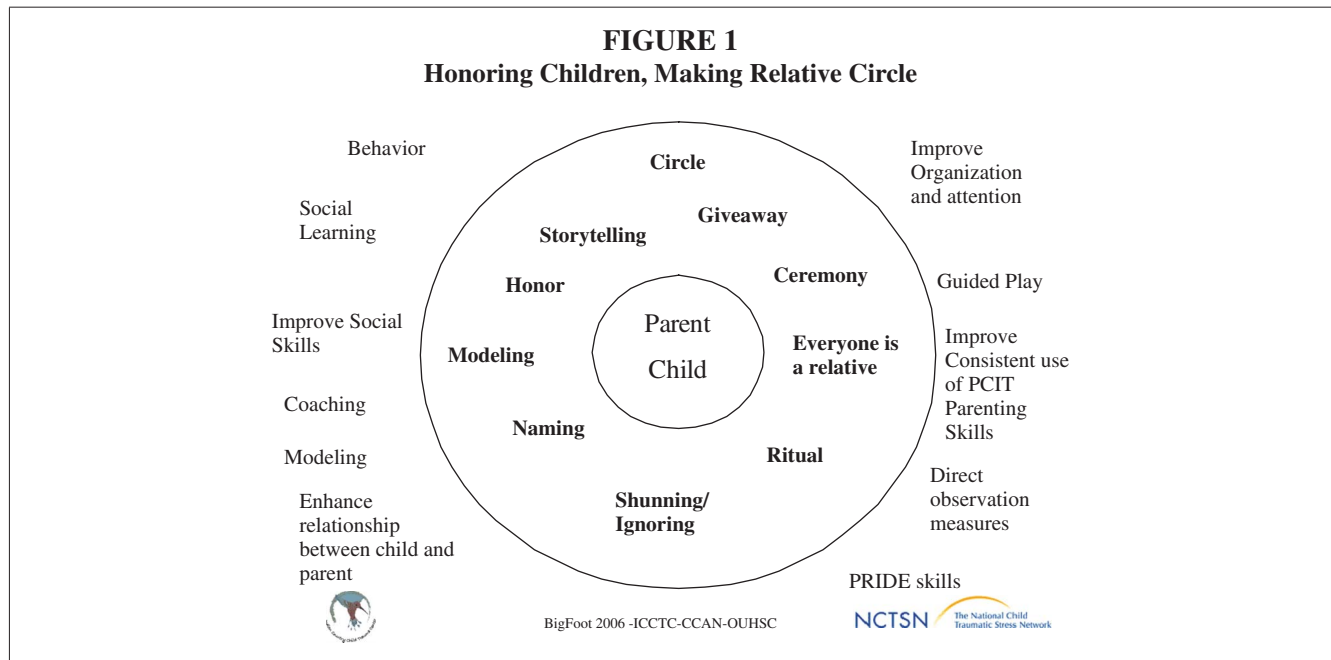 FIGURE 1
Honoring Children, Making Relative Circle
Behavior
Social
Learning
Improve Social
Skills
Coaching
Modeling
Enhance
relationship
between child and
parent
Circle
Giveaway
Storytelling
Ceremony
Honor
Modeling
Everyone is
a relative
Naming
Ritual
Shunning/
Ignoring
Parent
Child
Improve
Organization
and attention
Guided Play
Improve
Consistent use
of PCIT
Parenting
Skills
Direct
observation
measures
PRIDE skills
BigFoot 2006 -ICCTC-CCAN-OUHSC
NCTSN
The National Child
Traumatic Stress Network